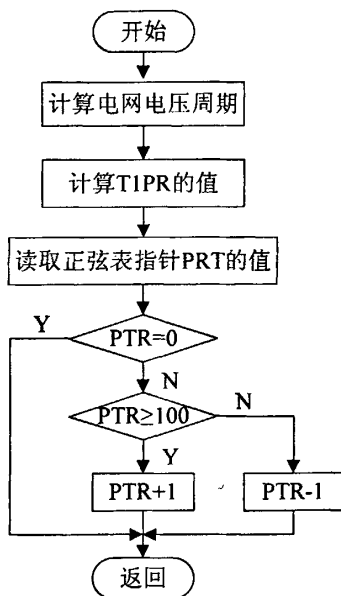 开始
计算电网电压周期
计算T1PR的值
读取正弦表指针PRT的值
Y
PTR=0
N
PTR≥100
N
Y
PTR+1
PTR-1
返回